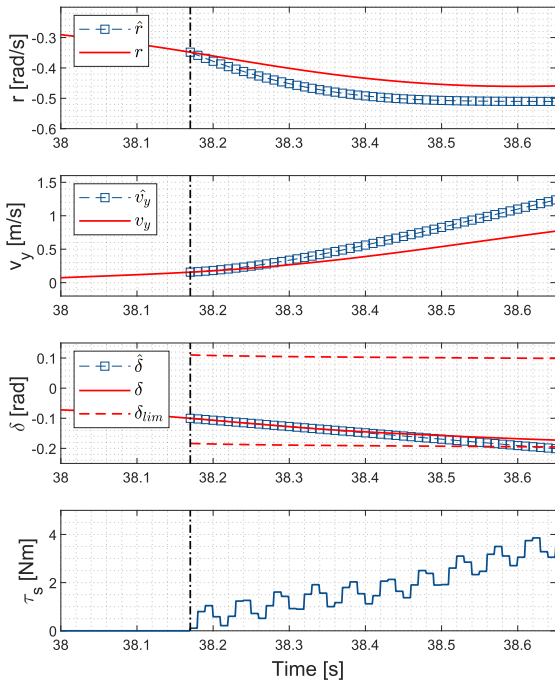 r [rad/s]
-0.3
-0.4
-0.5
-0.6
r̂
r
38 38.1 38.2 38.3 38.4 38.5 38.6
v_y [m/s]
1.5
1
0.5
0
v̂_y
v_y
38 38.1 38.2 38.3 38.4 38.5 38.6
δ [rad]
0.1
0
-0.1
-0.2
δ̂
δ
δ_lim
38 38.1 38.2 38.3 38.4 38.5 38.6
τ_s [Nm]
4
2
0
38 38.1 38.2 38.3 38.4 38.5 38.6
Time [s]